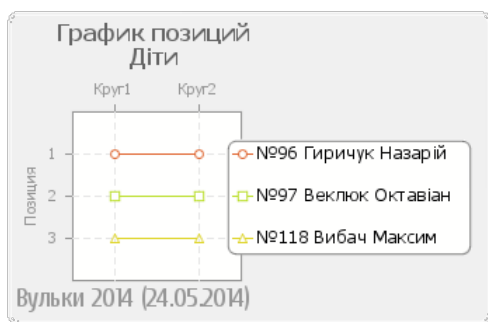 График позиций
Діти
Круг1 Круг2
Позиция
1
2
3
№96 Гиричук Назарій
№97 Веклюк Октавіан
№118 Вибач Максим
Вульки 2014 (24.05.2014)